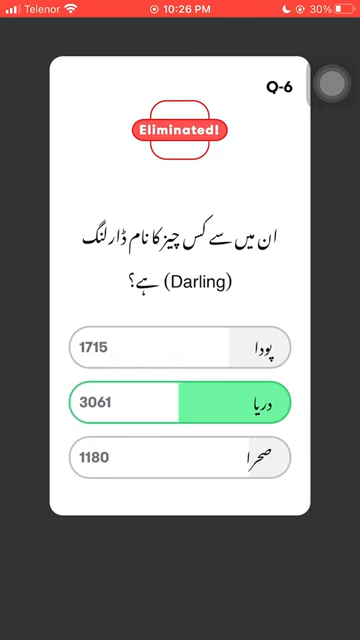 Telenor 10:26 PM 30%
Q-6
Eliminated!
ان میں سے کس چیز کا نام ڈارلنگ
(Darling) ہے؟
1715 پودا
3061 دریا
1180 صحرا